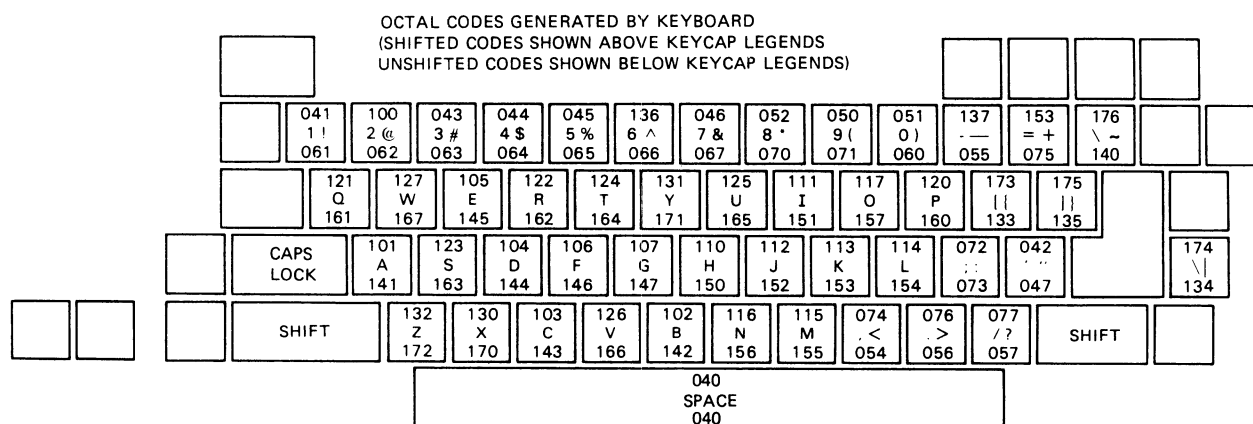 OCTAL CODES GENERATED BY KEYBOARD
(SHIFTED CODES SHOWN ABOVE KEYCAP LEGENDS
UNSHIFTED CODES SHOWN BELOW KEYCAP LEGENDS)
041 100 043 044 045 136 046 052 050 051 137 153 176
1 ! 2 @ 3 # 4 $ 5 % 6 ^ 7 & 8 * 9 ( 0 ) - — = + \ ~
061 062 063 064 065 066 067 070 071 060 055 075 140
121 127 105 122 124 131 125 111 117 120 173 175
Q W E R T Y U I O P [ { ] }
161 167 145 162 164 171 165 151 157 160 133 135
101 123 104 106 107 110 112 113 114 072 042 174
CAPS LOCK A S D F G H J K L ; : ' " \ |
141 163 144 146 147 150 152 153 154 073 047 134
132 130 103 126 102 116 115 074 076 077
SHIFT Z X C V B N M , < . > / ? SHIFT
172 170 143 166 142 156 155 054 056 057
040
SPACE
040